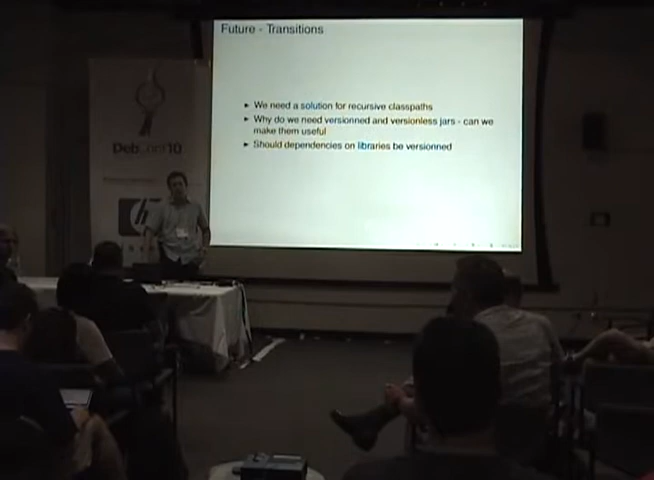 Future - Transitions
► We need a solution for recursive classpaths
► Why do we need versionned and versionless jars - can we
make them useful
► Should dependencies on libraries be versionned
DebConf10
hp